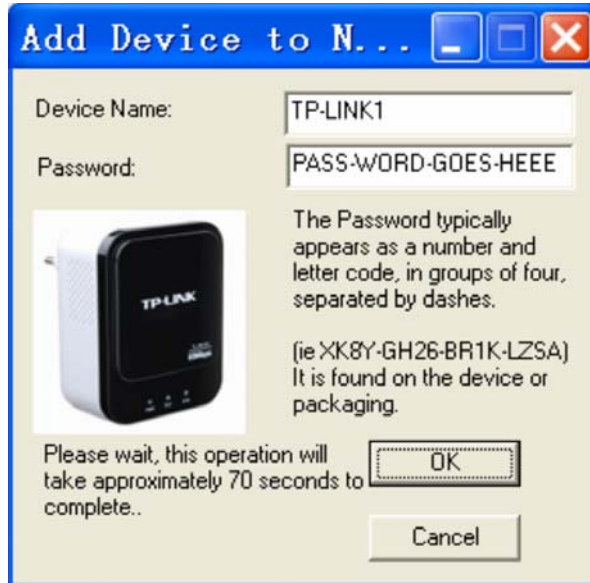 Add Device to N...
Device Name:
TP-LINK1
Password:
PASS-WORD-GOES-HEEE
The Password typically
appears as a number and
letter code, in groups of four,
separated by dashes.
(ie XK8Y-GH26-BR1K-LZSA)
It is found on the device or
packaging.
TP-LINK
Please wait, this operation will
take approximately 70 seconds to
complete..
OK
Cancel